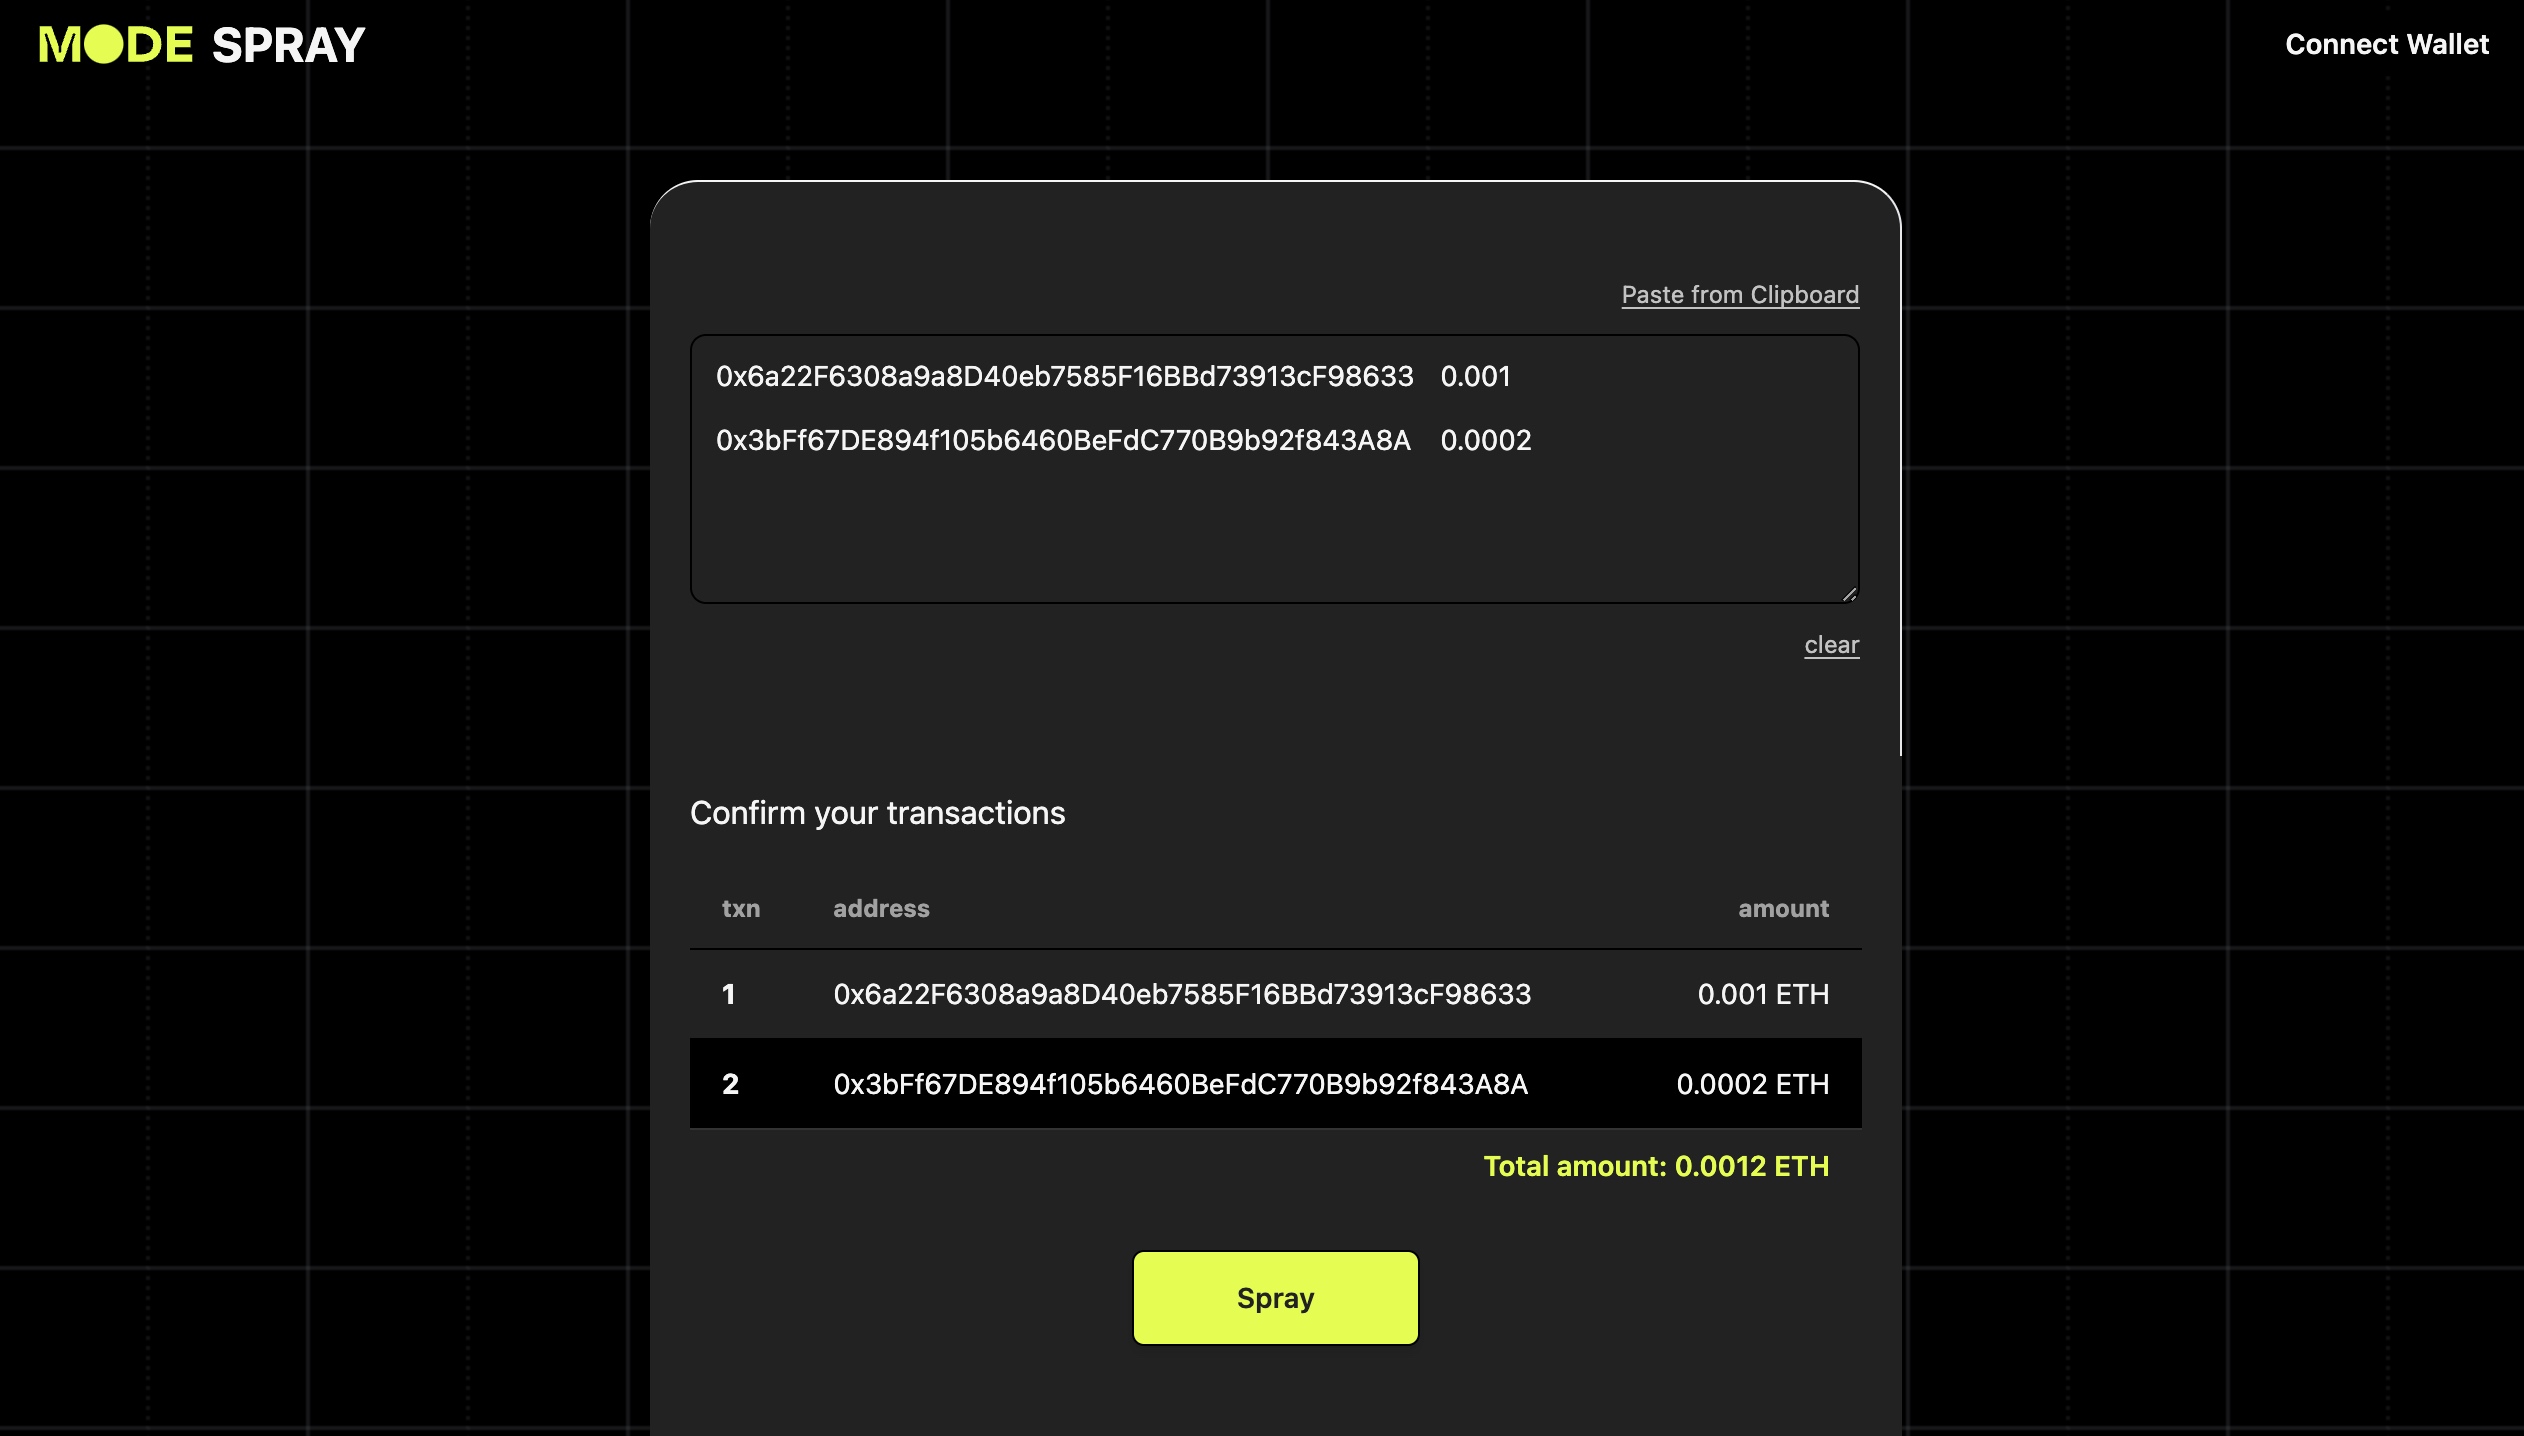 MODE SPRAY
Connect Wallet
Paste from Clipboard
0x6a22F6308a9a8D40eb7585F16BBd73913cF98633 0.001
0x3bFf67DE894f105b6460BeFdC770B9b92f843A8A 0.0002
clear
Confirm your transactions
txn address amount
1 0x6a22F6308a9a8D40eb7585F16BBd73913cF98633 0.001 ETH
2 0x3bFf67DE894f105b6460BeFdC770B9b92f843A8A 0.0002 ETH
Total amount: 0.0012 ETH
Spray